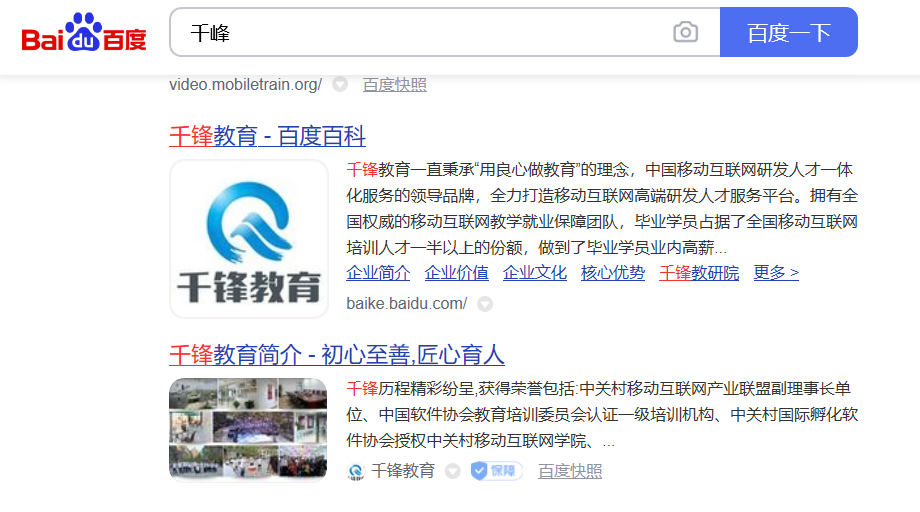 Bai du 百度
千峰
百度一下
video.mobiletrain.org/ 百度快照
千锋教育 - 百度百科
千锋教育一直秉承“用良心做教育”的理念，中国移动互联网研发人才一体
化服务的领导品牌，全力打造移动互联网高端研发人才服务平台。拥有全
国权威的移动互联网教学就业保障团队，毕业学员占据了全国移动互联网
培训人才一半以上的份额，做到了毕业学员业内高薪...
千锋教育
企业简介 企业价值 企业文化 核心优势 千锋教研院 更多 >
baike.baidu.com/
千锋教育简介 - 初心至善,匠心育人
千锋历程精彩纷呈,获得荣誉包括:中关村移动互联网产业联盟副理事长单
位、中国软件协会教育培训委员会认证一级培训机构、中关村国际孵化软
件协会授权中关村移动互联网学院、...
千锋教育 保障 百度快照